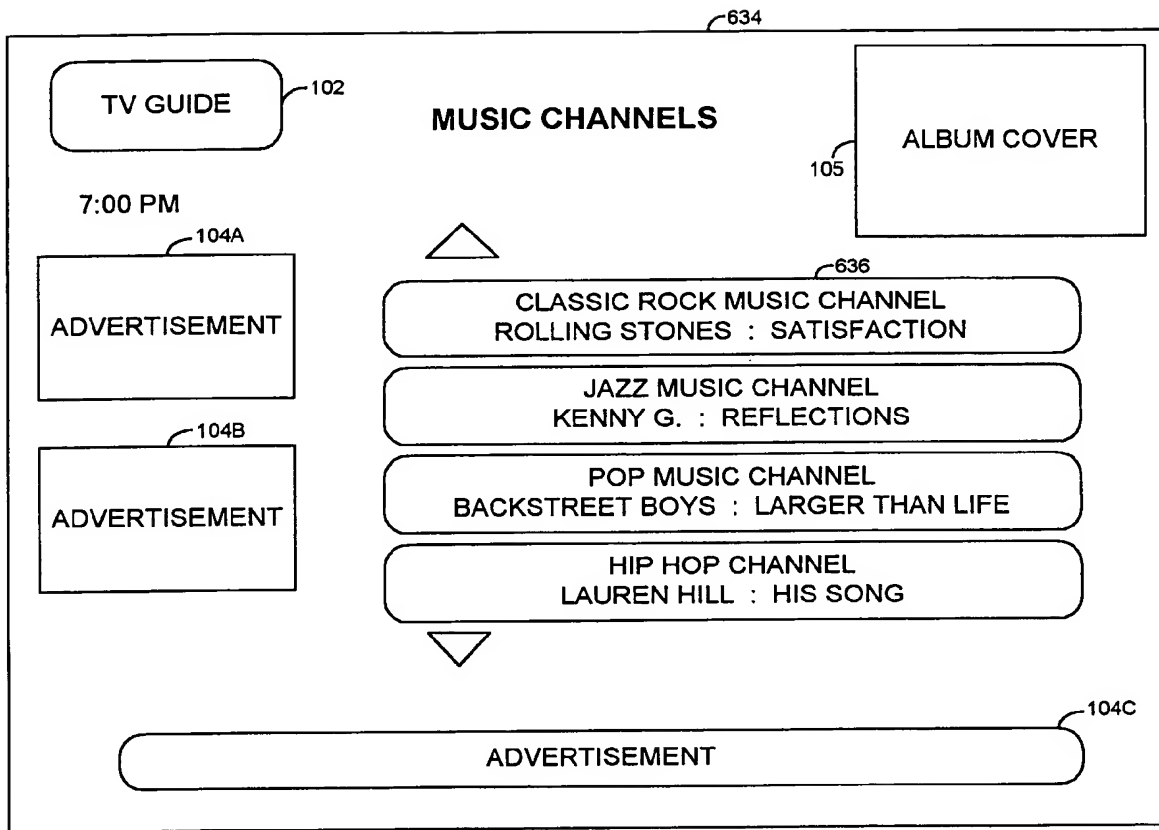 634
TV GUIDE
102
MUSIC CHANNELS
ALBUM COVER
105
7:00 PM
104A
ADVERTISEMENT
104B
ADVERTISEMENT
636
CLASSIC ROCK MUSIC CHANNEL
ROLLING STONES : SATISFACTION
JAZZ MUSIC CHANNEL
KENNY G. : REFLECTIONS
POP MUSIC CHANNEL
BACKSTREET BOYS : LARGER THAN LIFE
HIP HOP CHANNEL
LAUREN HILL : HIS SONG
104C
ADVERTISEMENT